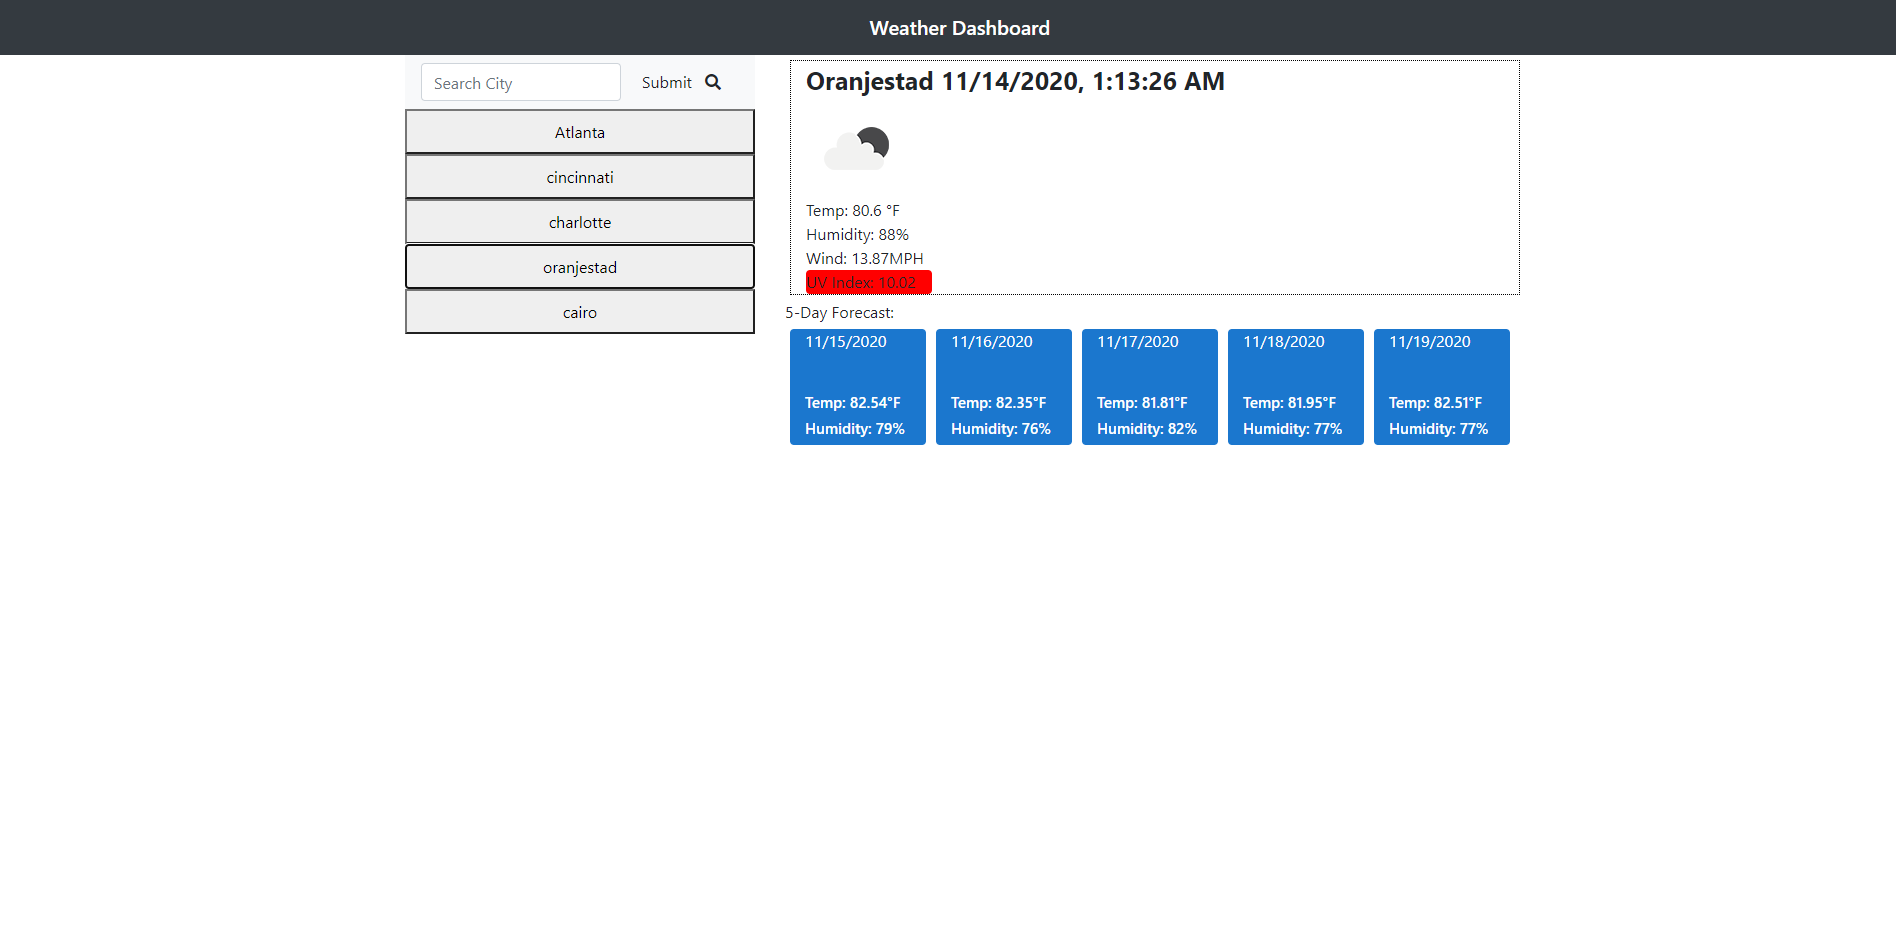 Weather Dashboard
Search City
Submit
Atlanta
cincinnati
charlotte
oranjestad
cairo
Oranjestad 11/14/2020, 1:13:26 AM
Temp: 80.6 °F
Humidity: 88%
Wind: 13.87MPH
UV Index: 10.02
5-Day Forecast:
11/15/2020
Temp: 82.54°F
Humidity: 79%
11/16/2020
Temp: 82.35°F
Humidity: 76%
11/17/2020
Temp: 81.81°F
Humidity: 82%
11/18/2020
Temp: 81.95°F
Humidity: 77%
11/19/2020
Temp: 82.51°F
Humidity: 77%